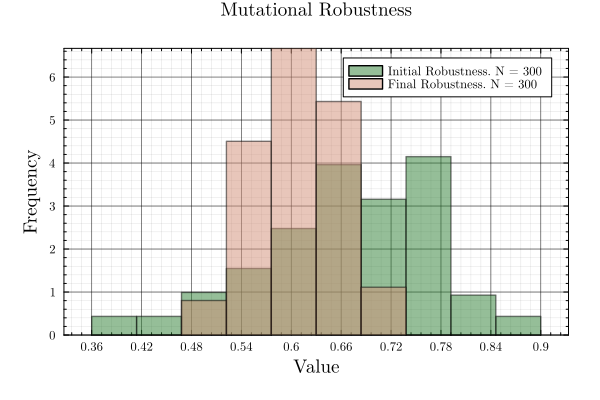 Mutational Robustness
Initial Robustness. N = 300
Final Robustness. N = 300
Frequency
6
5
4
3
2
1
0
0.36 0.42 0.48 0.54 0.6 0.66 0.72 0.78 0.84 0.9
Value